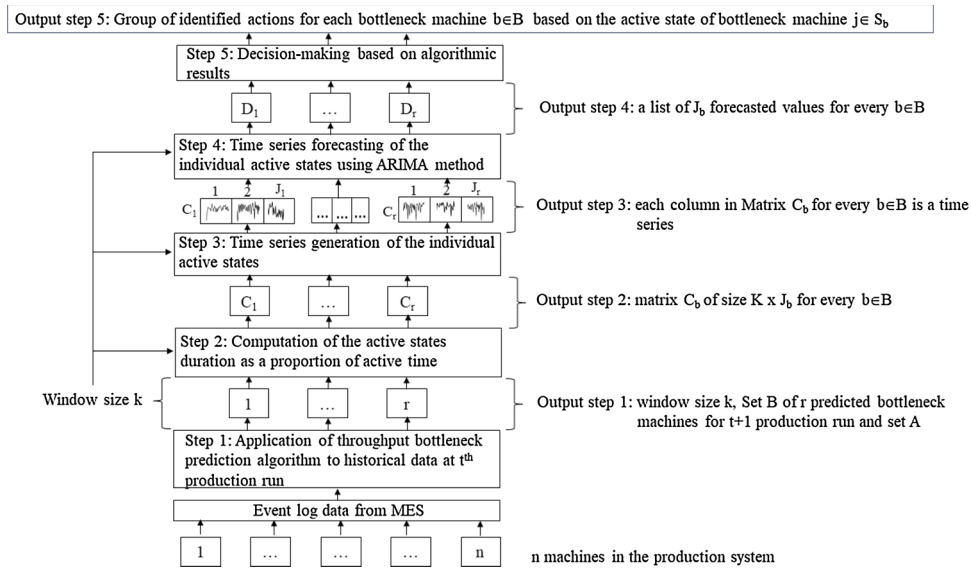 Output step 5: Group of identified actions for each bottleneck machine b∈B based on the active state of bottleneck machine j∈ S_b
Step 5: Decision-making based on algorithmic
results
D_1
...
D_r
Output step 4: a list of J_b forecasted values for every b∈B
Step 4: Time series forecasting of the
individual active states using ARIMA method
1
2
J_1
1
2
J_r
C_1
...
...
...
C_r
Output step 3: each column in Matrix C_b for every b∈B is a time
series
Step 3: Time series generation of the individual
active states
C_1
...
C_r
Output step 2: matrix C_b of size K x J_b for every b∈B
Step 2: Computation of the active states
duration as a proportion of active time
Window size k
1
...
r
Output step 1: window size k, Set B of r predicted bottleneck
machines for t+1 production run and set A
Step 1: Application of throughput bottleneck
prediction algorithm to historical data at t^th
production run
Event log data from MES
1
...
...
...
n
n machines in the production system